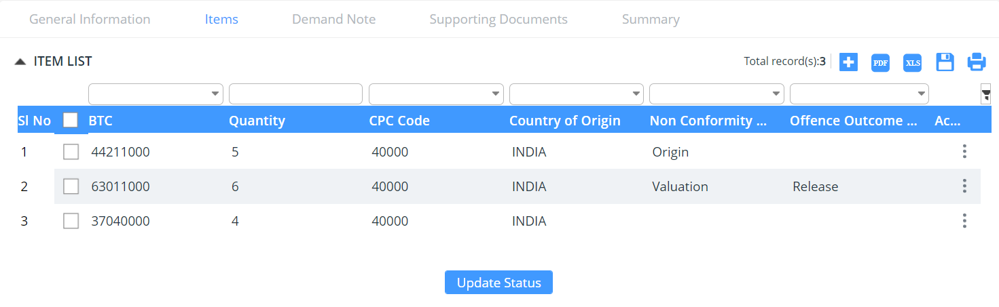 General Information Items Demand Note Supporting Documents Summary
ITEM LIST Total record(s):3 PDF XLS
Sl No BTC Quantity CPC Code Country of Origin Non Conformity ... Offence Outcome ... Ac...
1 44211000 5 40000 INDIA Origin
2 63011000 6 40000 INDIA Valuation Release
3 37040000 4 40000 INDIA
Update Status